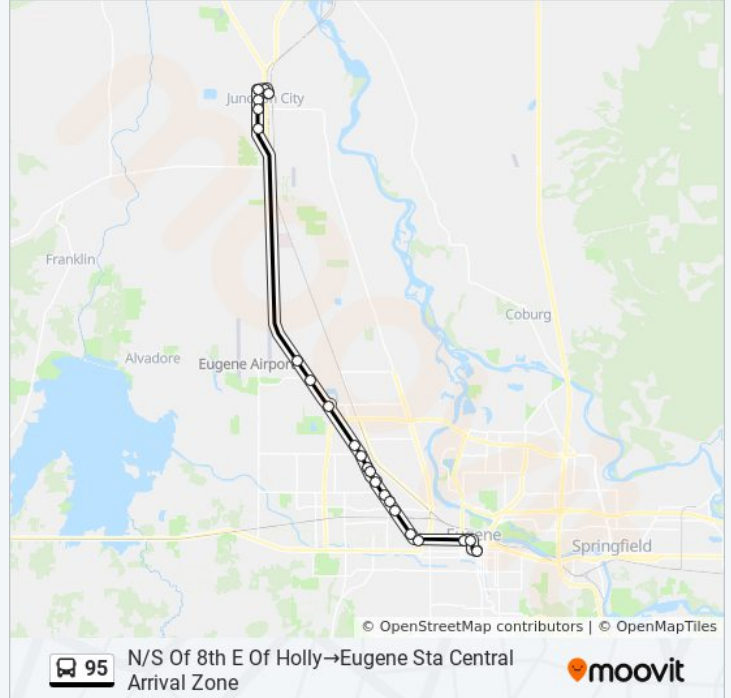 Junction City
Franklin
Coburg
Alvadore
Eugene Airport
Eugene
Springfield
© OpenStreetMap contributors | © OpenMapTiles
95
N/S Of 8th E Of Holly→Eugene Sta Central
Arrival Zone
moovit